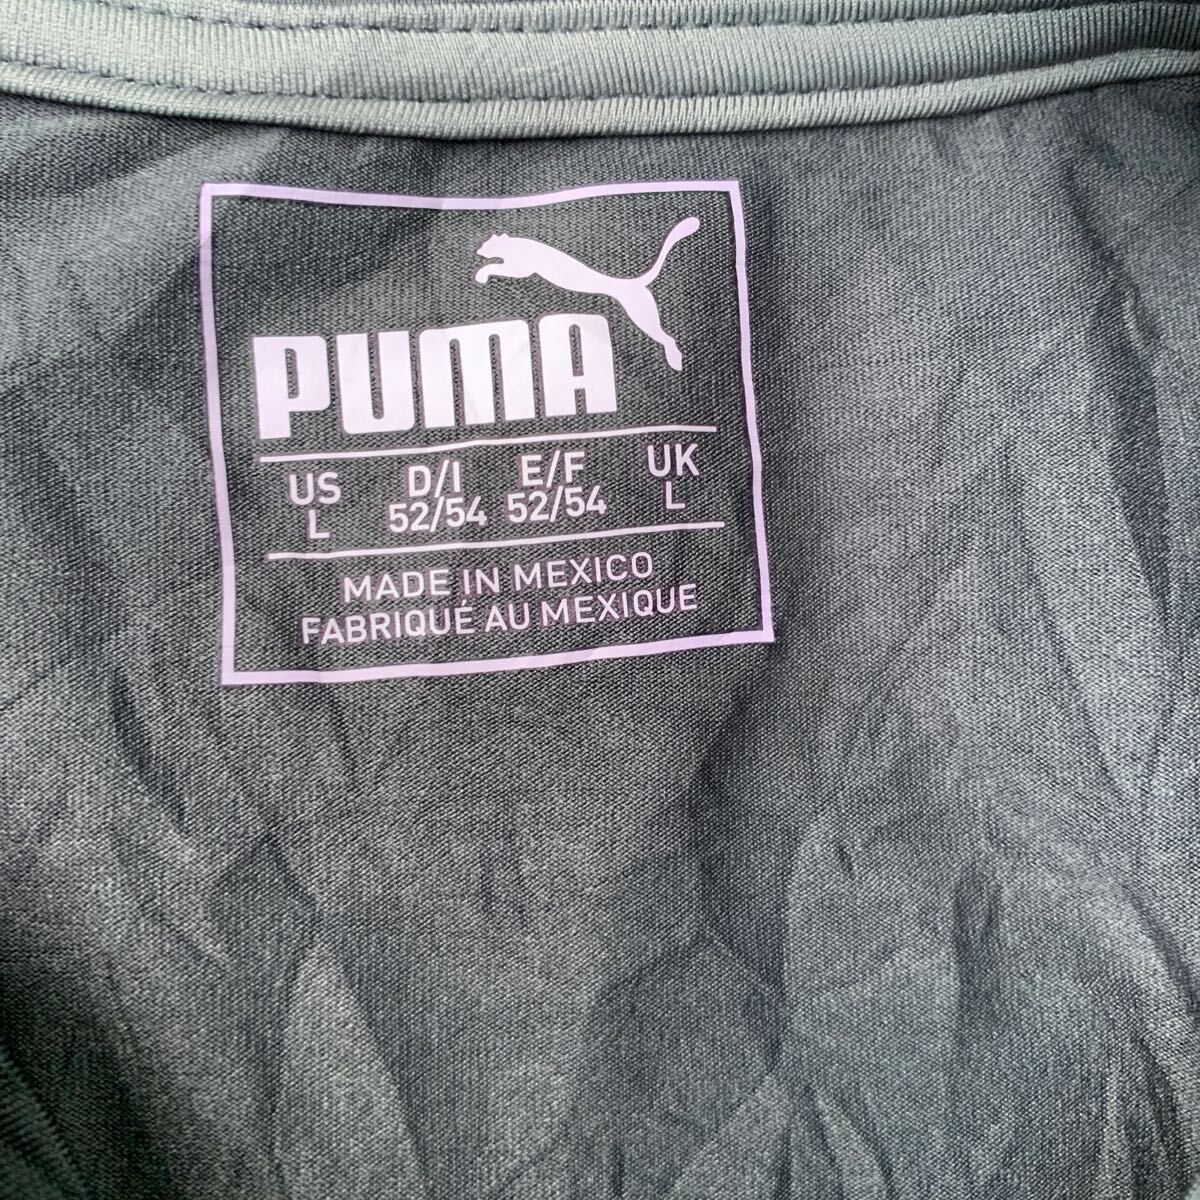 PUMA
US D/I E/F UK
L 52/54 52/54 L
MADE IN MEXICO
FABRIQUÉ AU MEXIQUE